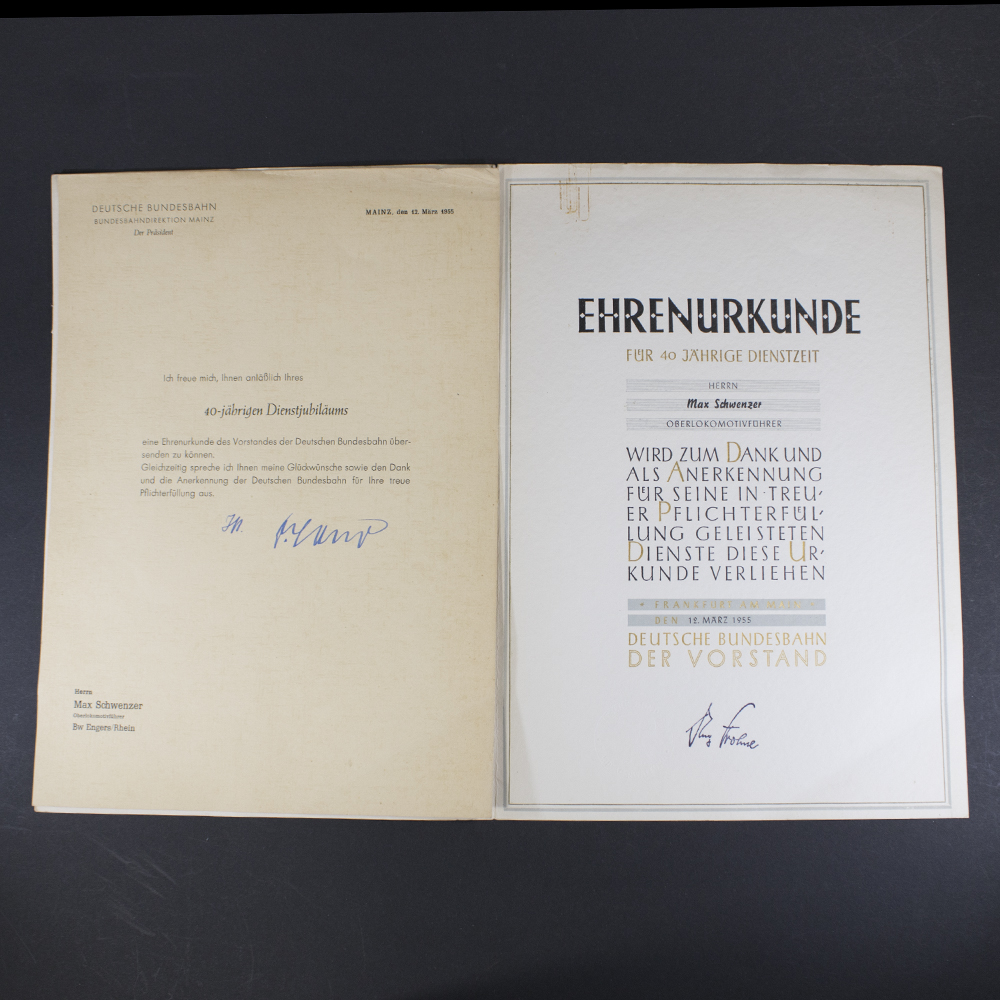 DEUTSCHE BUNDESBAHN
BUNDESBAHNDIREKTION MAINZ
Der Präsident
MAINZ, den 12. März 1955
Ich freue mich, Ihnen anläßlich Ihres
40-jährigen Dienstjubiläums
eine Ehrenurkunde des Vorstandes der Deutschen Bundesbahn über-
senden zu können.
Gleichzeitig spreche ich Ihnen meine Glückwünsche sowie den Dank
und die Anerkennung der Deutschen Bundesbahn für Ihre treue
Pflichterfüllung aus.
Herrn
Max Schwenzer
Oberlokomotivführer
Bw Engers/Rhein
EHRENURKUNDE
FÜR 40 JÄHRIGE DIENSTZEIT
HERRN
Max Schwenzer
OBERLOKOMOTIVFÜHRER
WIRD ZUM DANK UND
ALS ANERKENNUNG
FÜR SEINE IN TREU-
ER PFLICHTERFÜL-
LUNG GELEISTETEN
DIENSTE DIESE UR-
KUNDE VERLIEHEN
FRANKFURT AM MAIN
DEN 12. MÄRZ 1955
DEUTSCHE BUNDESBAHN
DER VORSTAND